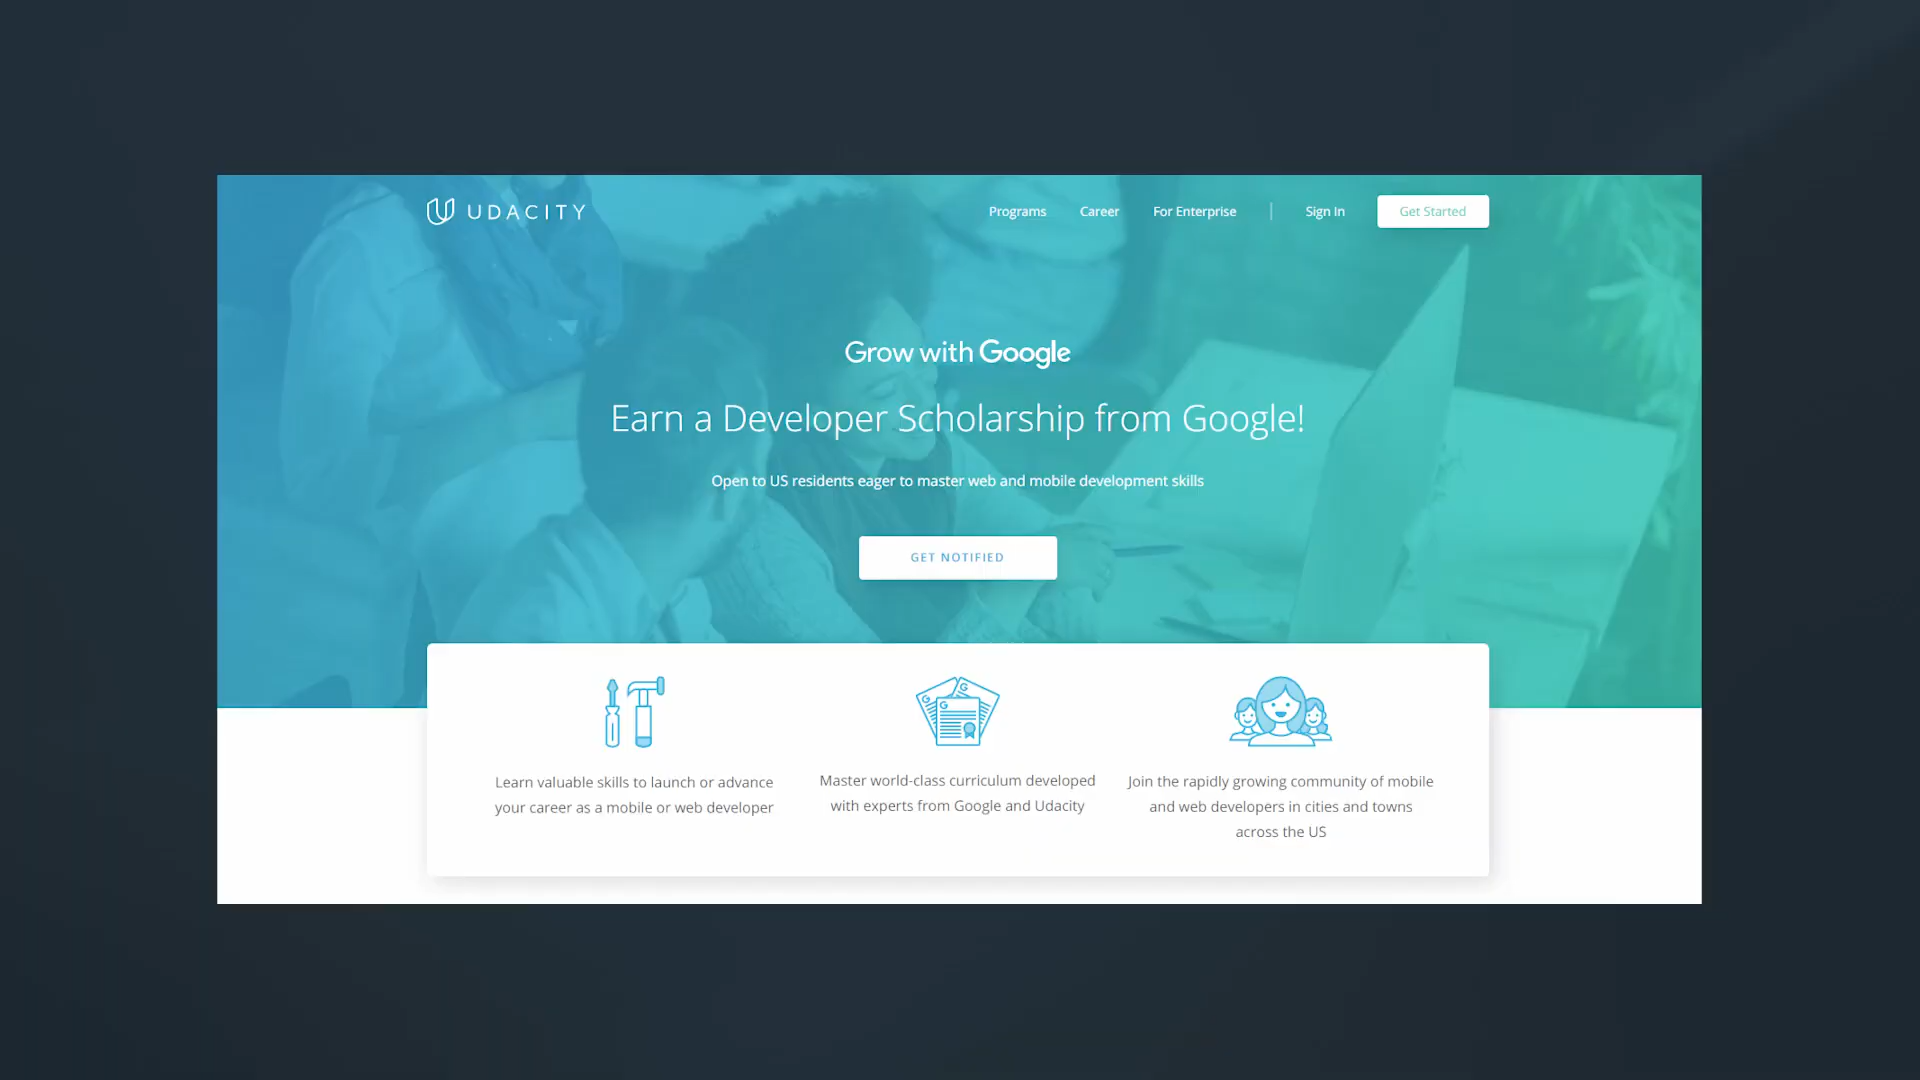 UDACITY
Programs Career For Enterprise Sign In Get Started
Grow with Google
Earn a Developer Scholarship from Google!
Open to US residents eager to master web and mobile development skills
GET NOTIFIED
Learn valuable skills to launch or advance
your career as a mobile or web developer
Master world-class curriculum developed
with experts from Google and Udacity
Join the rapidly growing community of mobile
and web developers in cities and towns
across the US